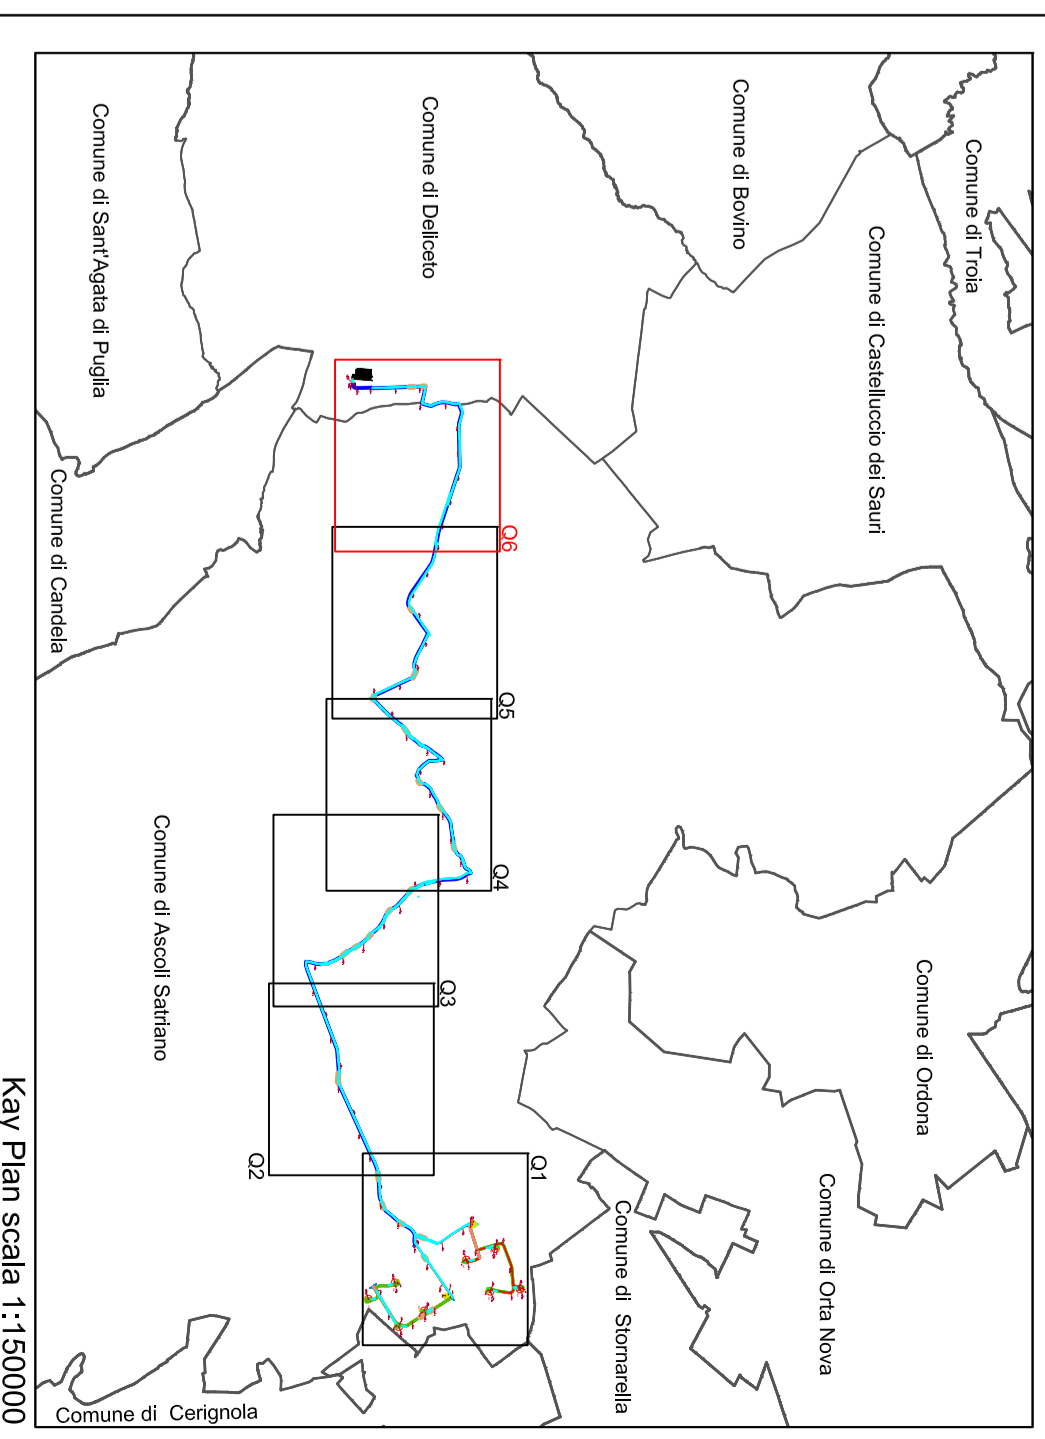 Comune di Troia
Comune di Castelluccio dei Sauri
Comune di Bovino
Comune di Deliceto
Comune di Sant'Agata di Puglia
Comune di Candela
Q6
Q5
Q4
Q3
Q2
Q1
Comune di Ascoli Satriano
Comune di Ordona
Comune di Orta Nova
Comune di Stornarella
Comune di Cerignola
Kay Plan scala 1:150000